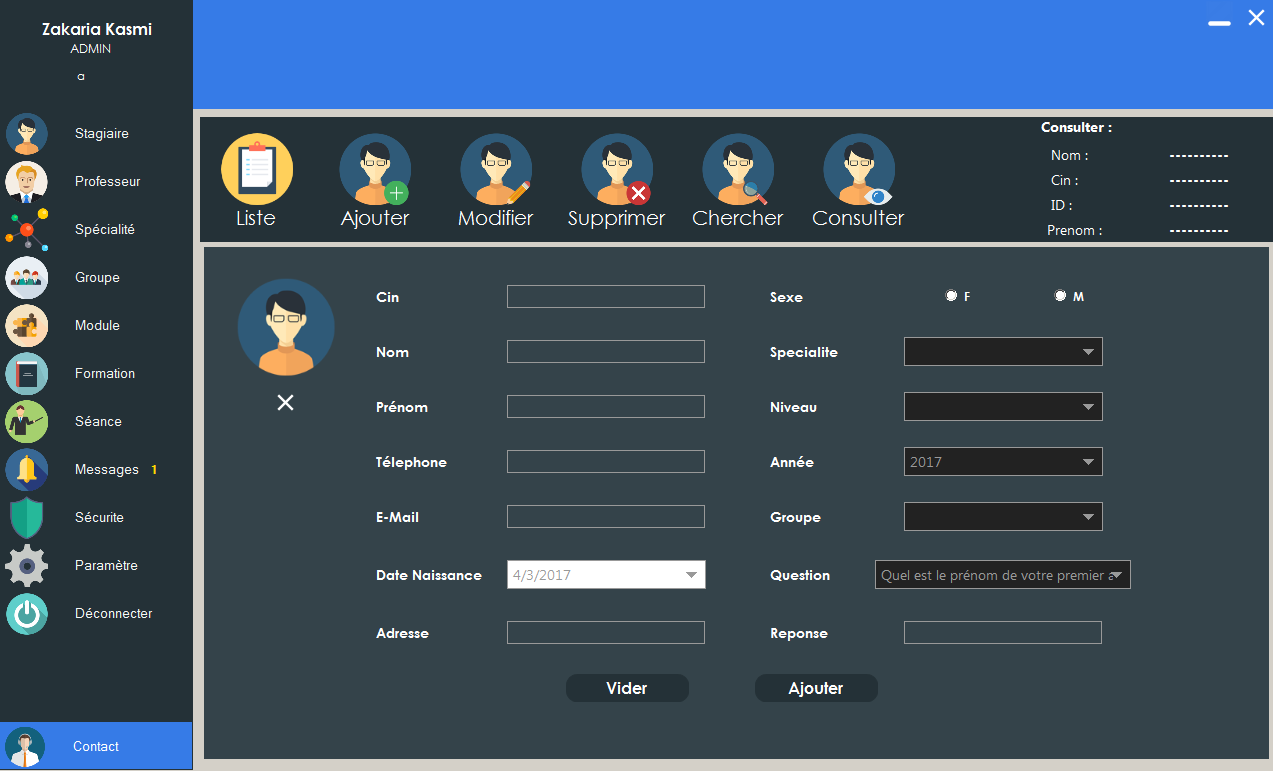 Zakaria Kasmi
ADMIN
a
Stagiaire
Professeur
Spécialité
Groupe
Module
Formation
Séance
Messages 1
Sécurite
Paramètre
Déconnecter
Contact
Liste
Ajouter
Modifier
Supprimer
Chercher
Consulter
Consulter :
Nom : ----------
Cin : ----------
ID : ----------
Prenom : ----------
Cin
Sexe F M
Nom
Specialite
Prénom
Niveau
Télephone
Année 2017
E-Mail
Groupe
Date Naissance 4/3/2017
Question Quel est le prénom de votre premier a
Adresse
Reponse
Vider
Ajouter